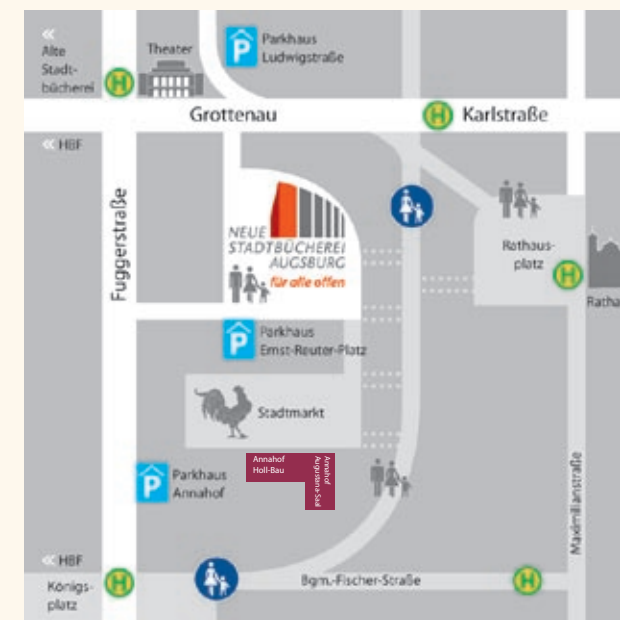 Alte
Stadt-
bücherei
Theater
P
Parkhaus
Ludwigstraße
H
Grottenau
H
Karlstraße
HBF
Fuggerstraße
NEUE
STADTBÜCHEREI
AUGSBURG
für alle offen
Rathaus-
platz
H
Ratha
P
Parkhaus
Ernst-Reuter-Platz
Stadtmarkt
Annahof
Holl-Bau
Annahof
Augustana-Saal
P
Parkhaus
Annahof
Maximilianstraße
HBF
Königs-
platz
H
Bgm.-Fischer-Straße
H